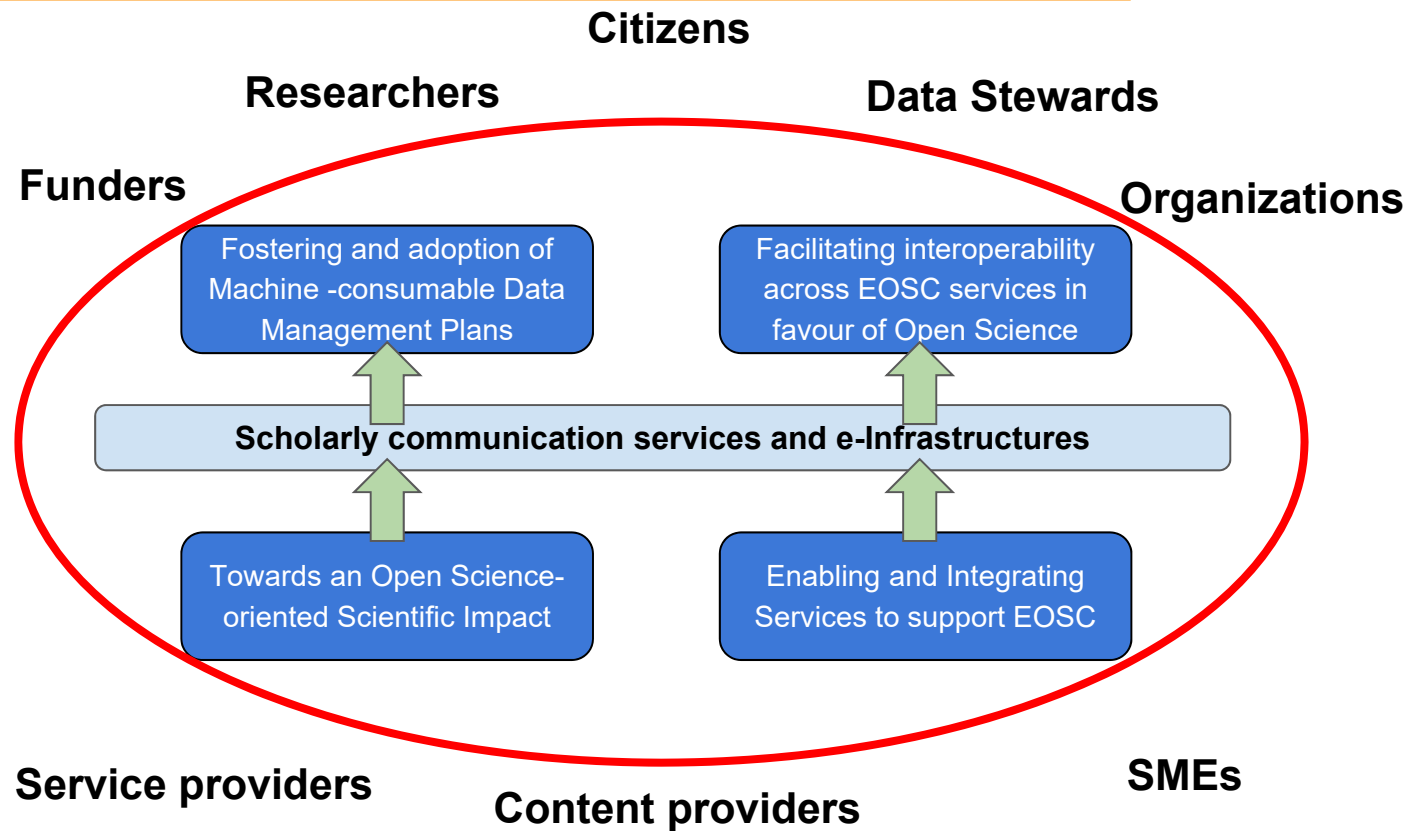 Citizens
Researchers
Data Stewards
Funders
Organizations
Fostering and adoption of
Machine -consumable Data
Management Plans
Facilitating interoperability
across EOSC services in
favour of Open Science
Scholarly communication services and e-Infrastructures
Towards an Open Science-
oriented Scientific Impact
Enabling and Integrating
Services to support EOSC
Service providers
Content providers
SMEs